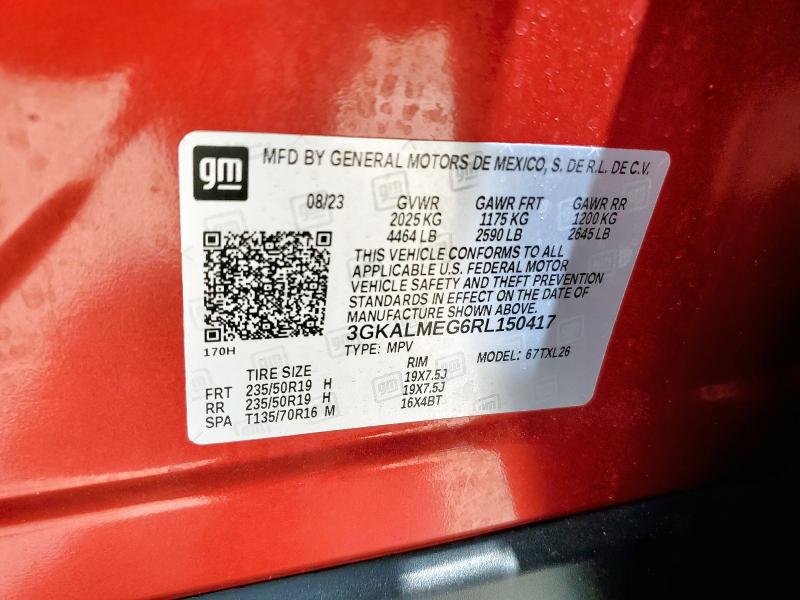 gm
MFD BY GENERAL MOTORS DE MEXICO, S. DE R.L. DE C.V.
08/23 GVWR GAWR FRT GAWR RR
2025 KG 1175 KG 1200 KG
4464 LB 2590 LB 2645 LB
THIS VEHICLE CONFORMS TO ALL
APPLICABLE U.S. FEDERAL MOTOR
VEHICLE SAFETY AND THEFT PREVENTION
STANDARDS IN EFFECT ON THE DATE OF
MANUFACTURE SHOWN ABOVE.
3GKALMEG6RL150417
170H
TYPE: MPV MODEL: 67TXL26
TIRE SIZE RIM
FRT 235/50R19 H 19X7.5J
RR 235/50R19 H 19X7.5J
SPA T135/70R16 M 16X4BT